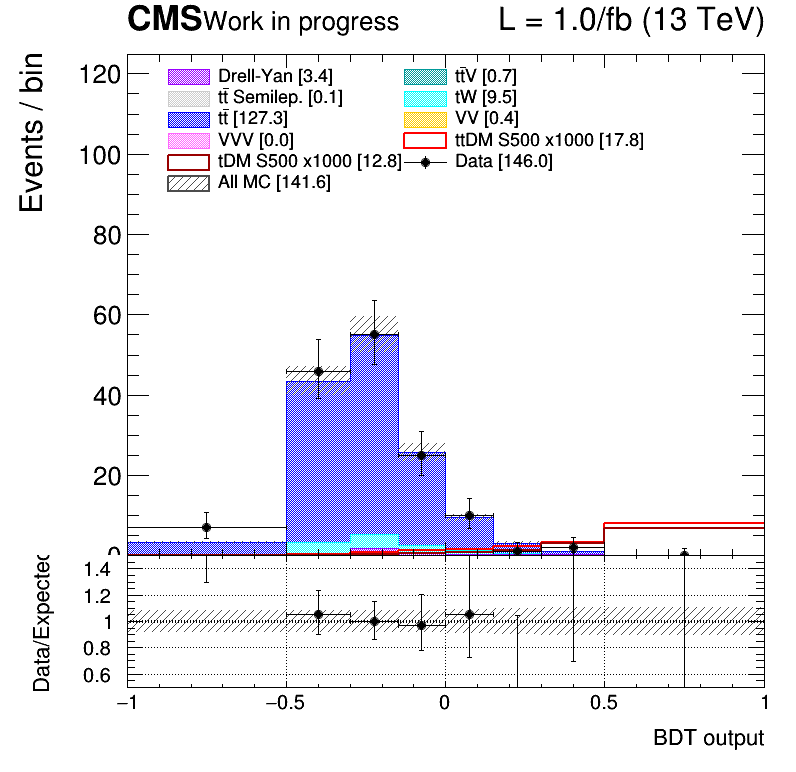 CMS Work in progress L = 1.0/fb (13 TeV)
Events / bin
120
100
80
60
40
20
0
Drell-Yan [3.4] tt̄V [0.7]
tt̄ Semilep. [0.1] tW [9.5]
tt̄ [127.3] VV [0.4]
VVV [0.0] ttDM S500 x1000 [17.8]
tDM S500 x1000 [12.8] Data [146.0]
All MC [141.6]
Data/Expected
1.4
1.2
1
0.8
0.6
−1 −0.5 0 0.5 1
BDT output